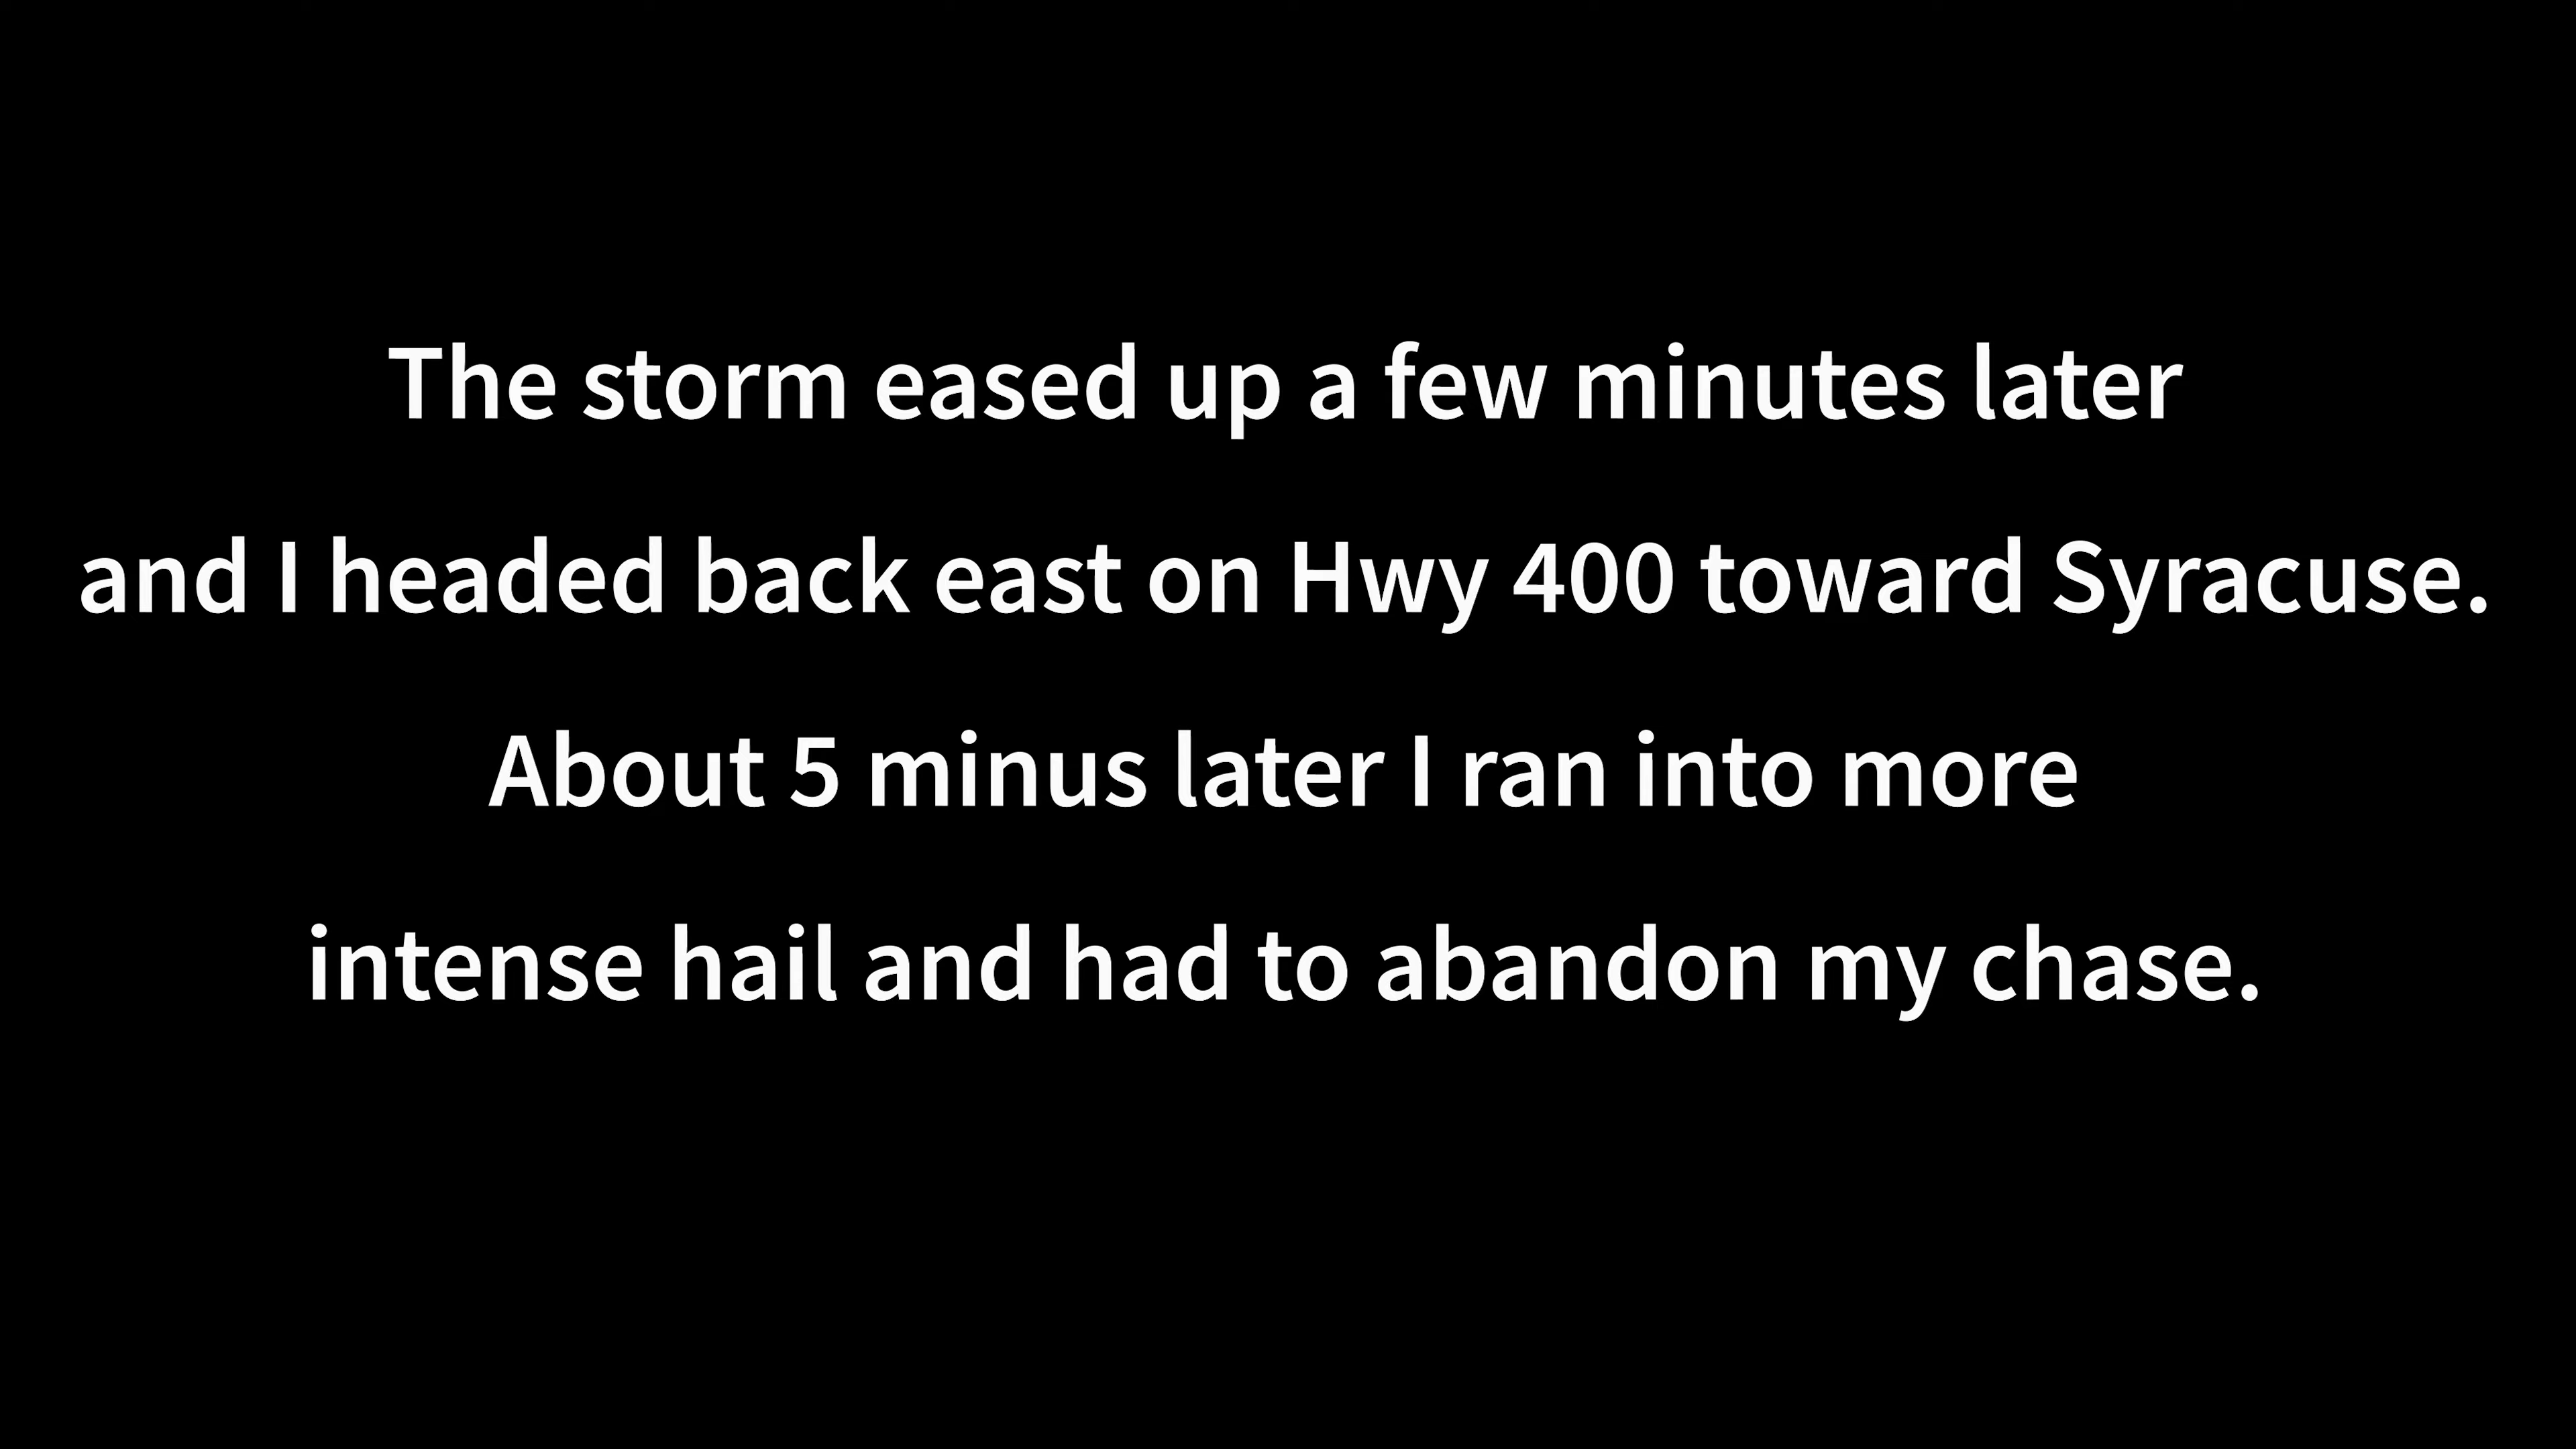 The storm eased up a few minutes later
and I headed back east on Hwy 400 toward Syracuse.
About 5 minus later I ran into more
intense hail and had to abandon my chase.